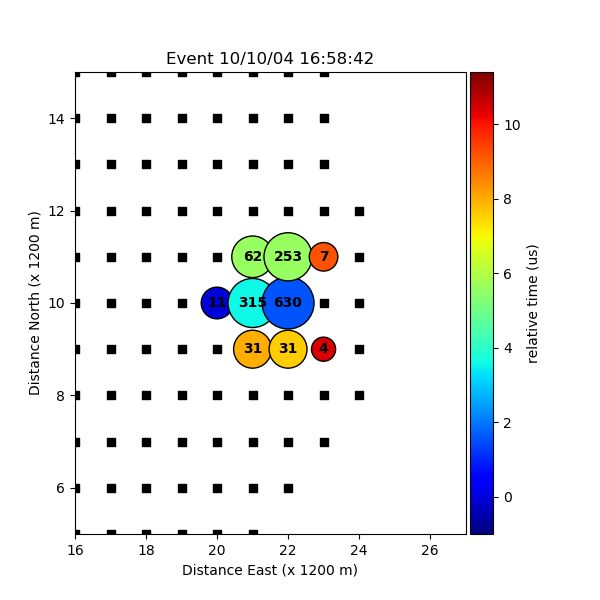 Event 10/10/04 16:58:42
Distance North (x 1200 m)
14
12
10
8
6
62 253 7
11 315 630
31 31 4
16 18 20 22 24 26
Distance East (x 1200 m)
10
8
6
4
2
0
relative time (us)